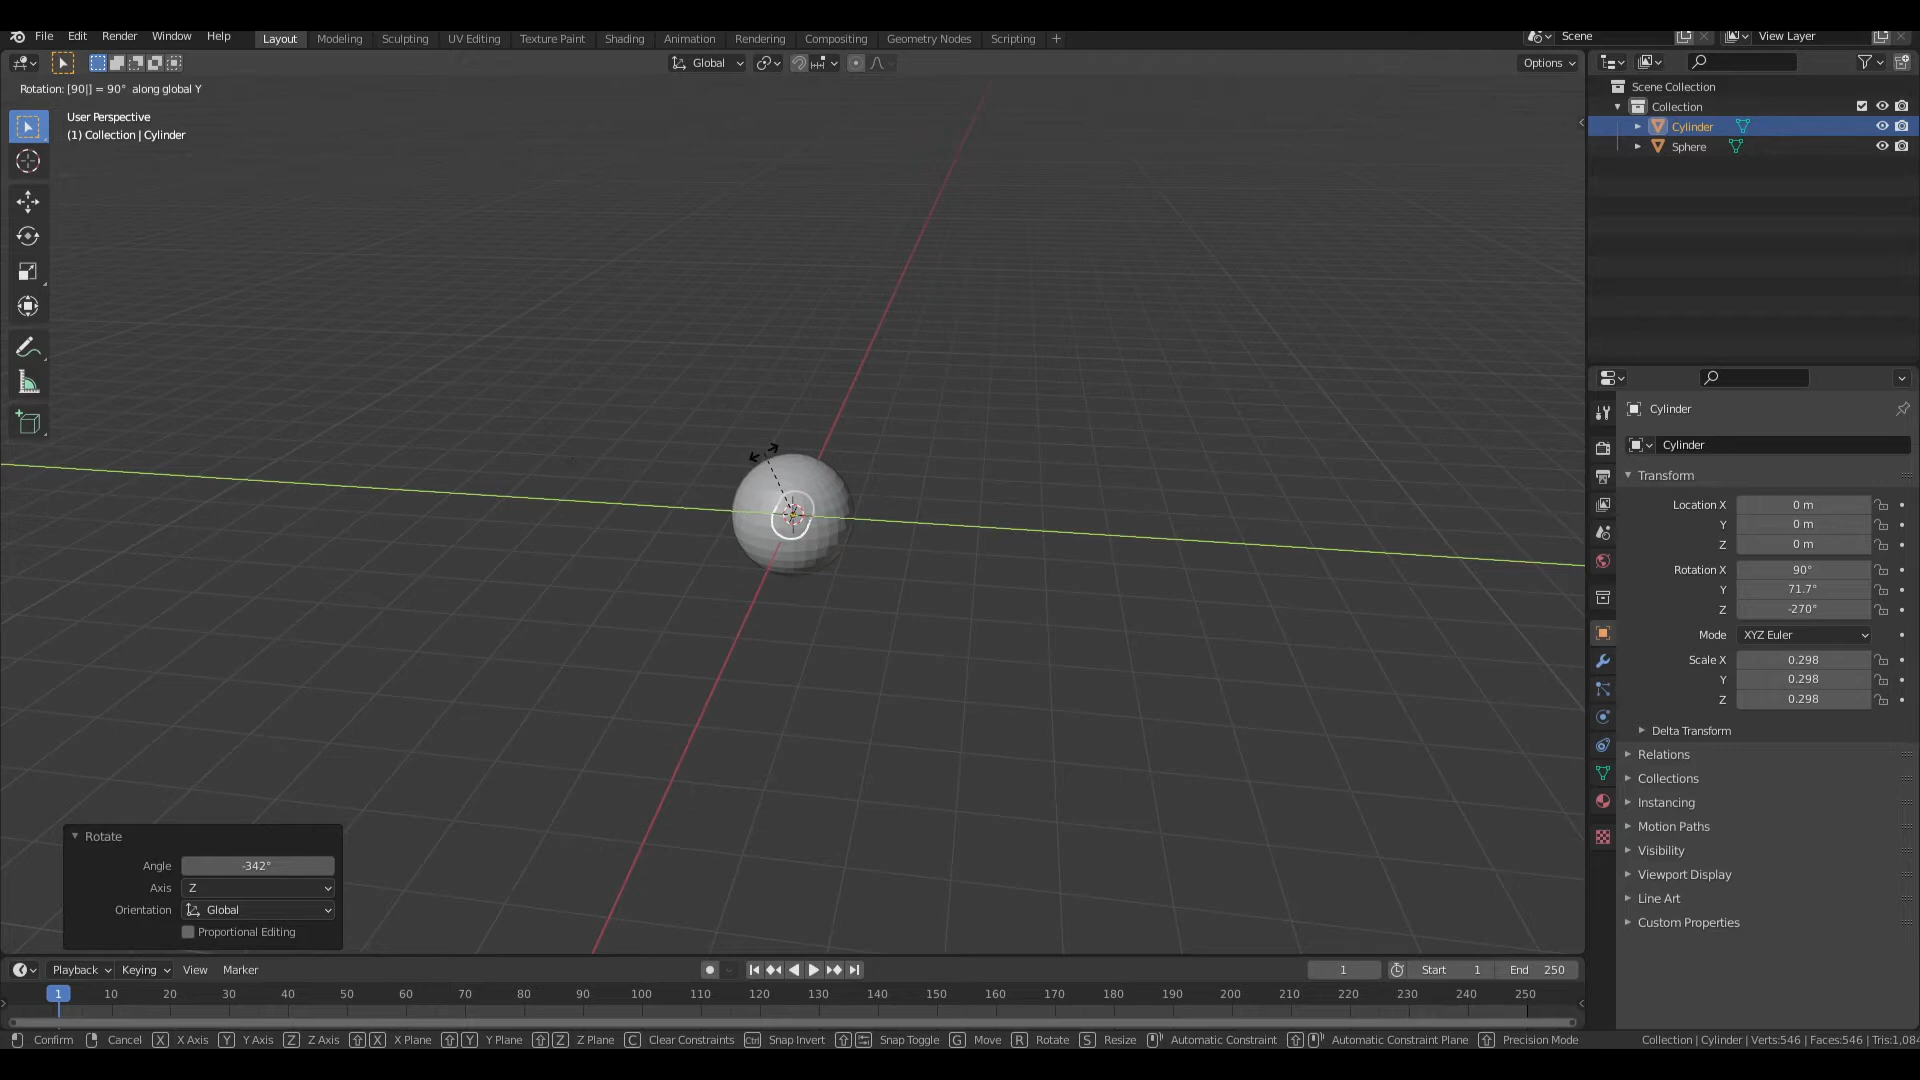 File Edit Render Window Help
Layout Modeling Sculpting UV Editing Texture Paint Shading Animation Rendering Compositing Geometry Nodes Scripting +
Scene
View Layer
Global
Options
Rotation: [90|] = 90° along global Y
User Perspective
(1) Collection | Cylinder
Scene Collection
Collection
Cylinder
Sphere
Cylinder
Cylinder
Transform
Location X 0 m
Y 0 m
Z 0 m
Rotation X 90°
Y 71.7°
Z -270°
Mode XYZ Euler
Scale X 0.298
Y 0.298
Z 0.298
Delta Transform
Relations
Collections
Instancing
Motion Paths
Visibility
Viewport Display
Line Art
Custom Properties
Rotate
Angle -342°
Axis Z
Orientation Global
Proportional Editing
Playback Keying View Marker
1 Start 1 End 250
1 10 20 30 40 50 60 70 80 90 100 110 120 130 140 150 160 170 180 190 200 210 220 230 240 250
Confirm Cancel X X Axis Y Y Axis Z Z Axis X X Plane Y Y Plane Z Z Plane C Clear Constraints Ctrl Snap Invert Snap Toggle G Move R Rotate S Resize Automatic Constraint Automatic Constraint Plane Precision Mode
Collection | Cylinder | Verts:546 | Faces:546 | Tris:1,084